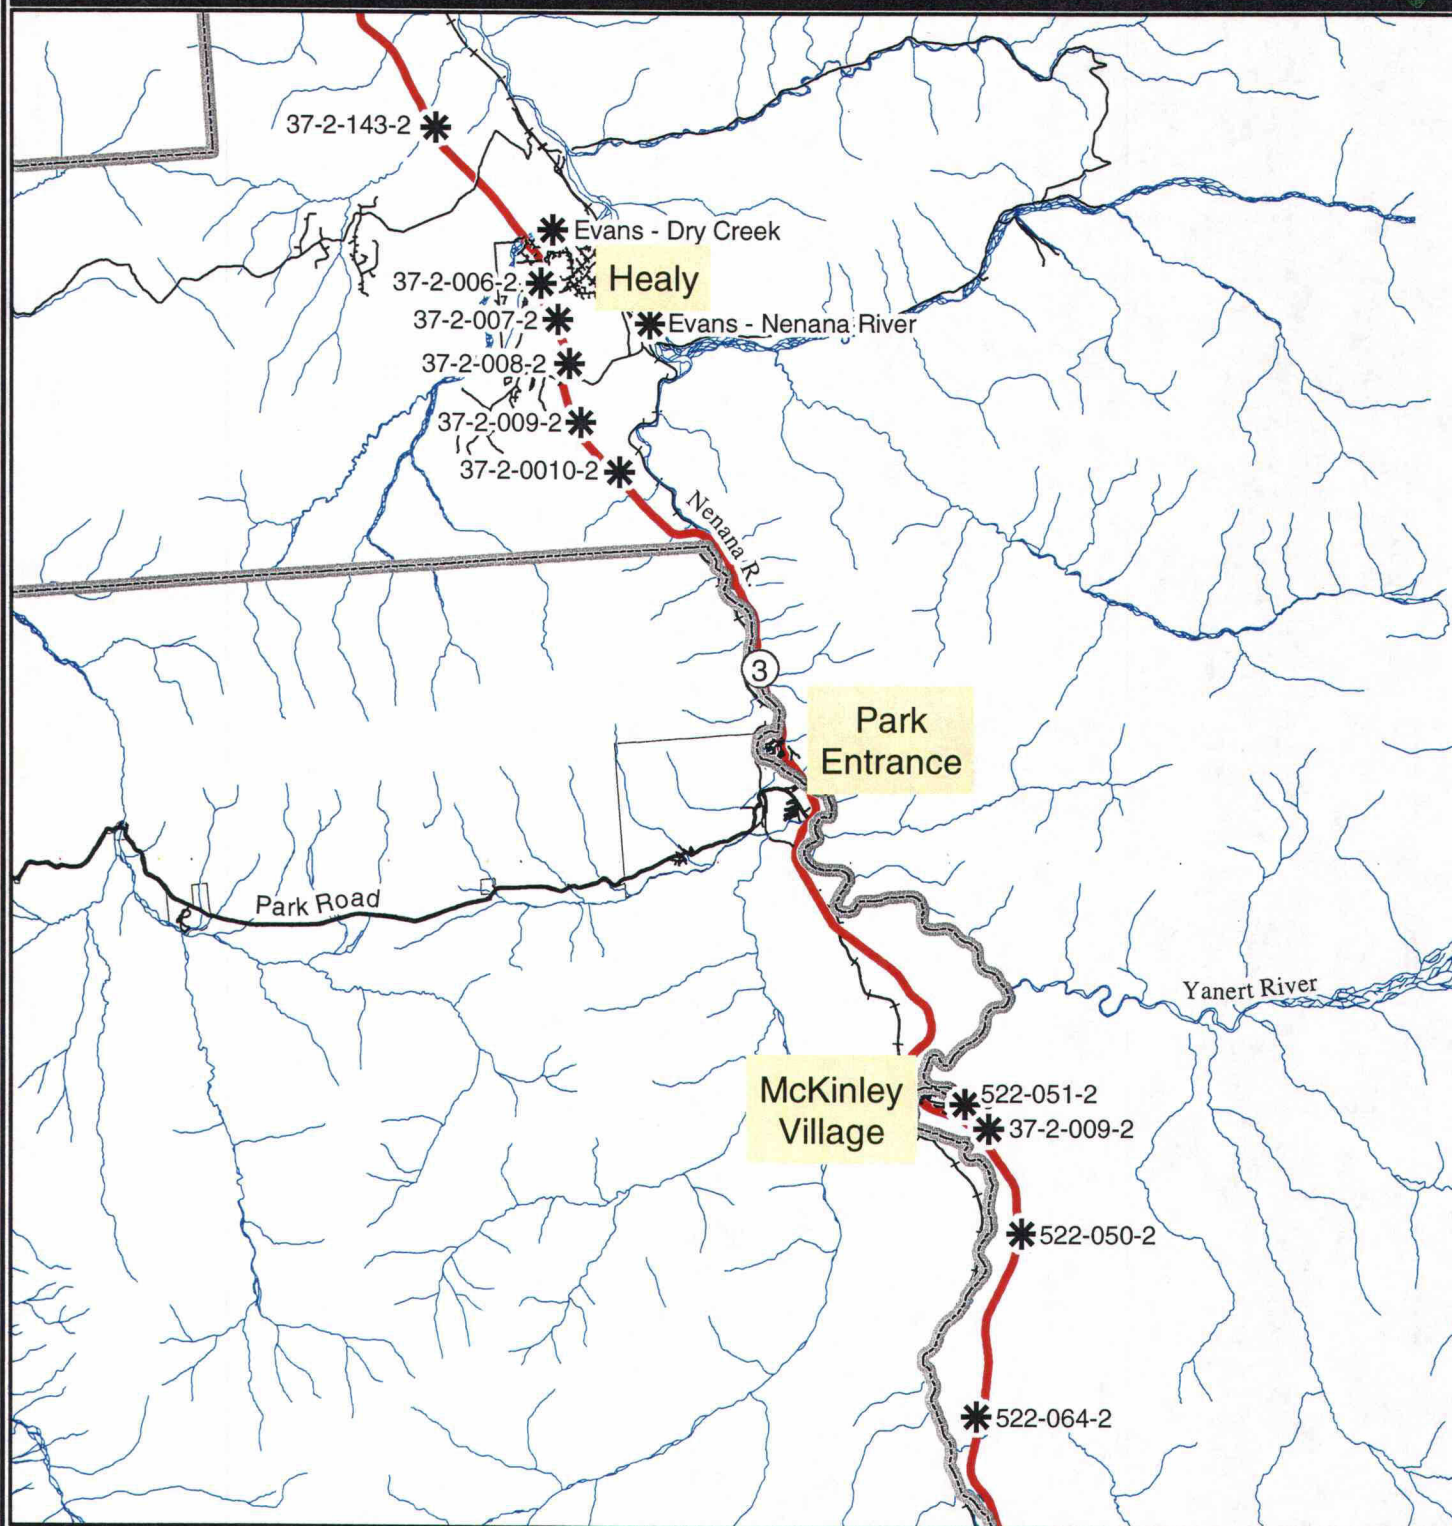 37-2-143-2
Evans - Dry Creek
Healy
37-2-006-2
37-2-007-2
Evans - Nenana River
37-2-008-2
37-2-009-2
37-2-0010-2
Nenana R.
3
Park
Entrance
Park Road
Yanert River
McKinley
Village
522-051-2
37-2-009-2
522-050-2
522-064-2